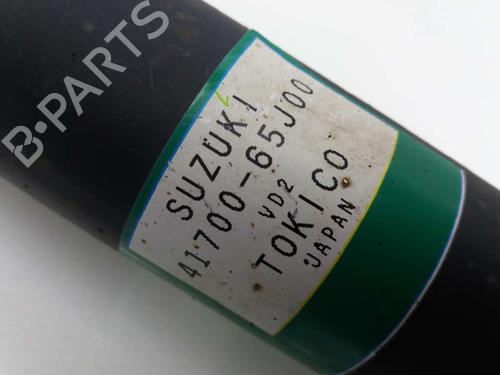 B-PARTS
SUZUKI
41700-65J00
VD2
TOKICO
JAPAN